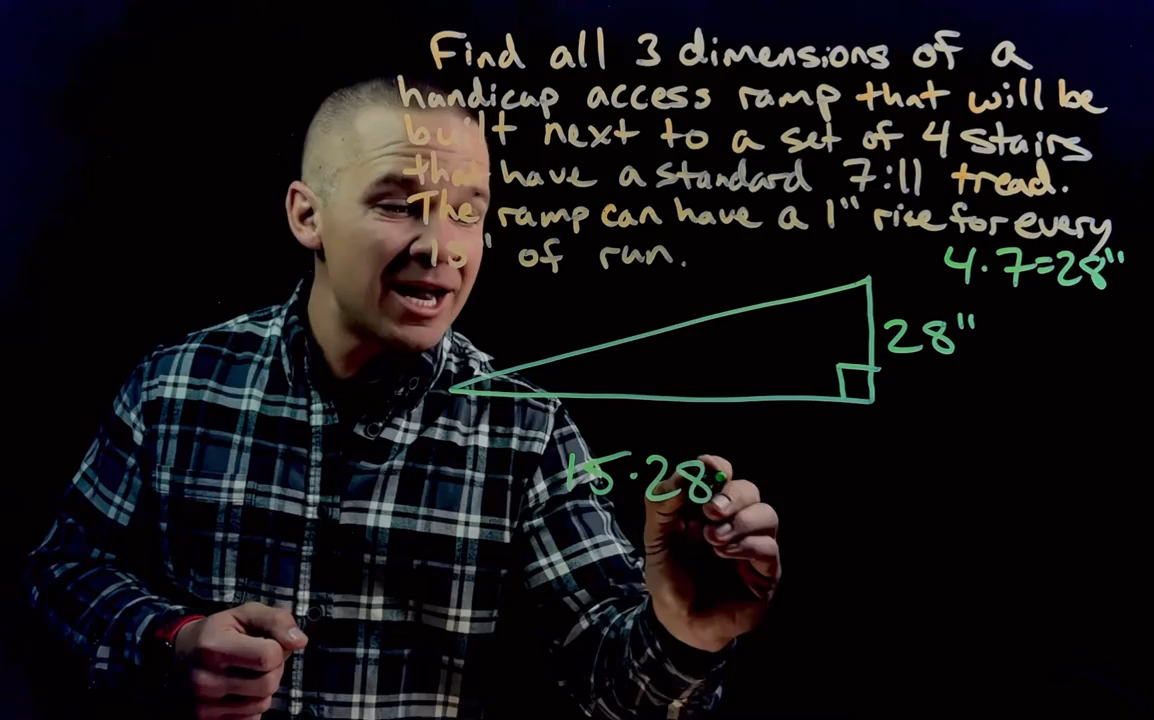 Find all 3 dimensions of a
handicap access ramp that will be
built next to a set of 4 stairs
that have a standard 7:11 tread.
The ramp can have a 1" rise for every
15" of run.
4·7=28"
28"
15·28